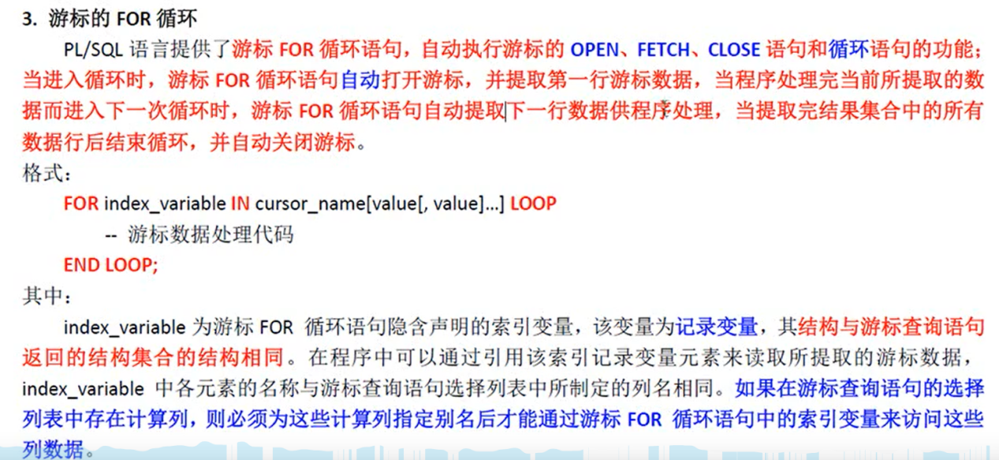 3. 游标的 FOR 循环
PL/SQL 语言提供了游标 FOR 循环语句，自动执行游标的 OPEN、FETCH、CLOSE 语句和循环语句的功能；
当进入循环时，游标 FOR 循环语句自动打开游标，并提取第一行游标数据，当程序处理完当前所提取的数
据而进入下一次循环时，游标 FOR 循环语句自动提取下一行数据供程序处理，当提取完结果集合中的所有
数据行后结束循环，并自动关闭游标。
格式：
FOR index_variable IN cursor_name[value[, value]...] LOOP
-- 游标数据处理代码
END LOOP;
其中：
index_variable 为游标 FOR 循环语句隐含声明的索引变量，该变量为记录变量，其结构与游标查询语句
返回的结构集合的结构相同。在程序中可以通过引用该索引记录变量元素来读取所提取的游标数据，
index_variable 中各元素的名称与游标查询语句选择列表中所制定的列名相同。如果在游标查询语句的选择
列表中存在计算列，则必须为这些计算列指定别名后才能通过游标 FOR 循环语句中的索引变量来访问这些
列数据。